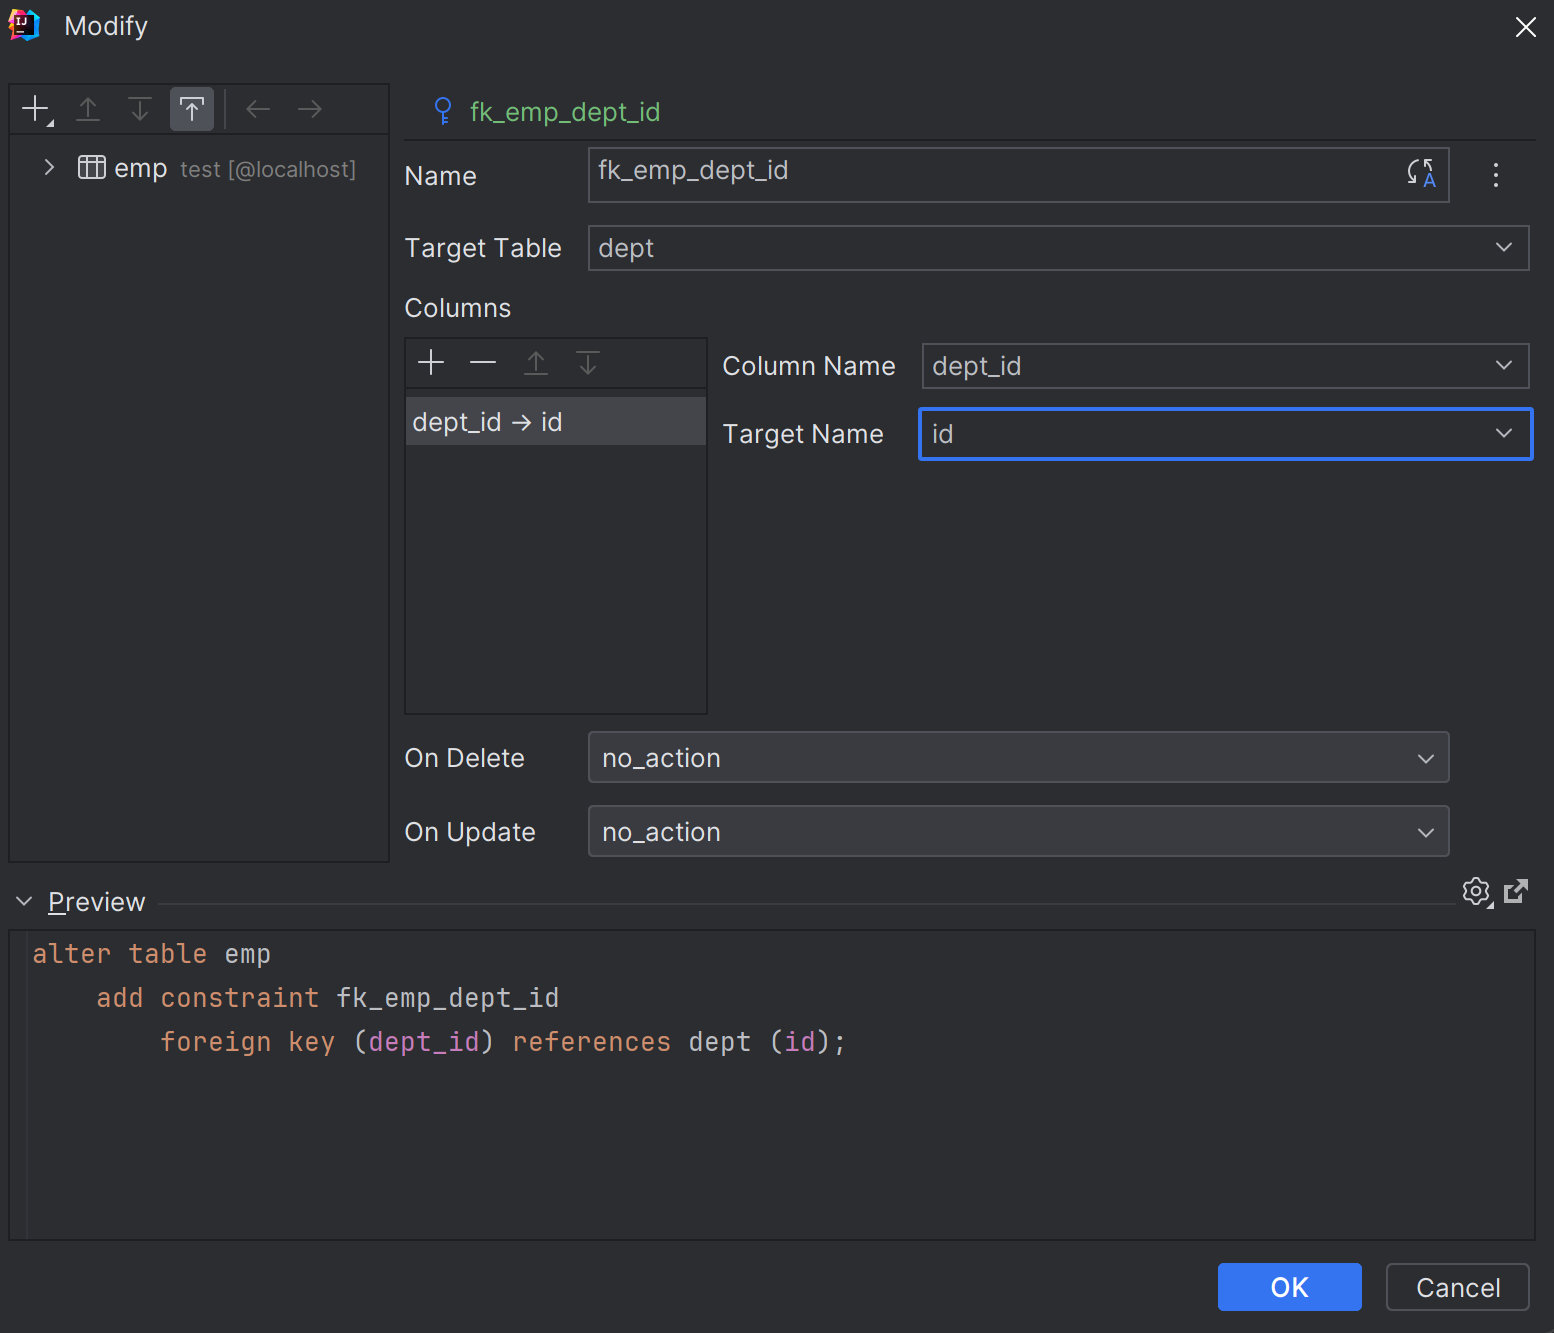 IJ Modify
emp test [@localhost]
fk_emp_dept_id
Name fk_emp_dept_id
Target Table dept
Columns
Column Name dept_id
dept_id → id
Target Name id
On Delete no_action
On Update no_action
Preview
alter table emp
add constraint fk_emp_dept_id
foreign key (dept_id) references dept (id);
OK Cancel